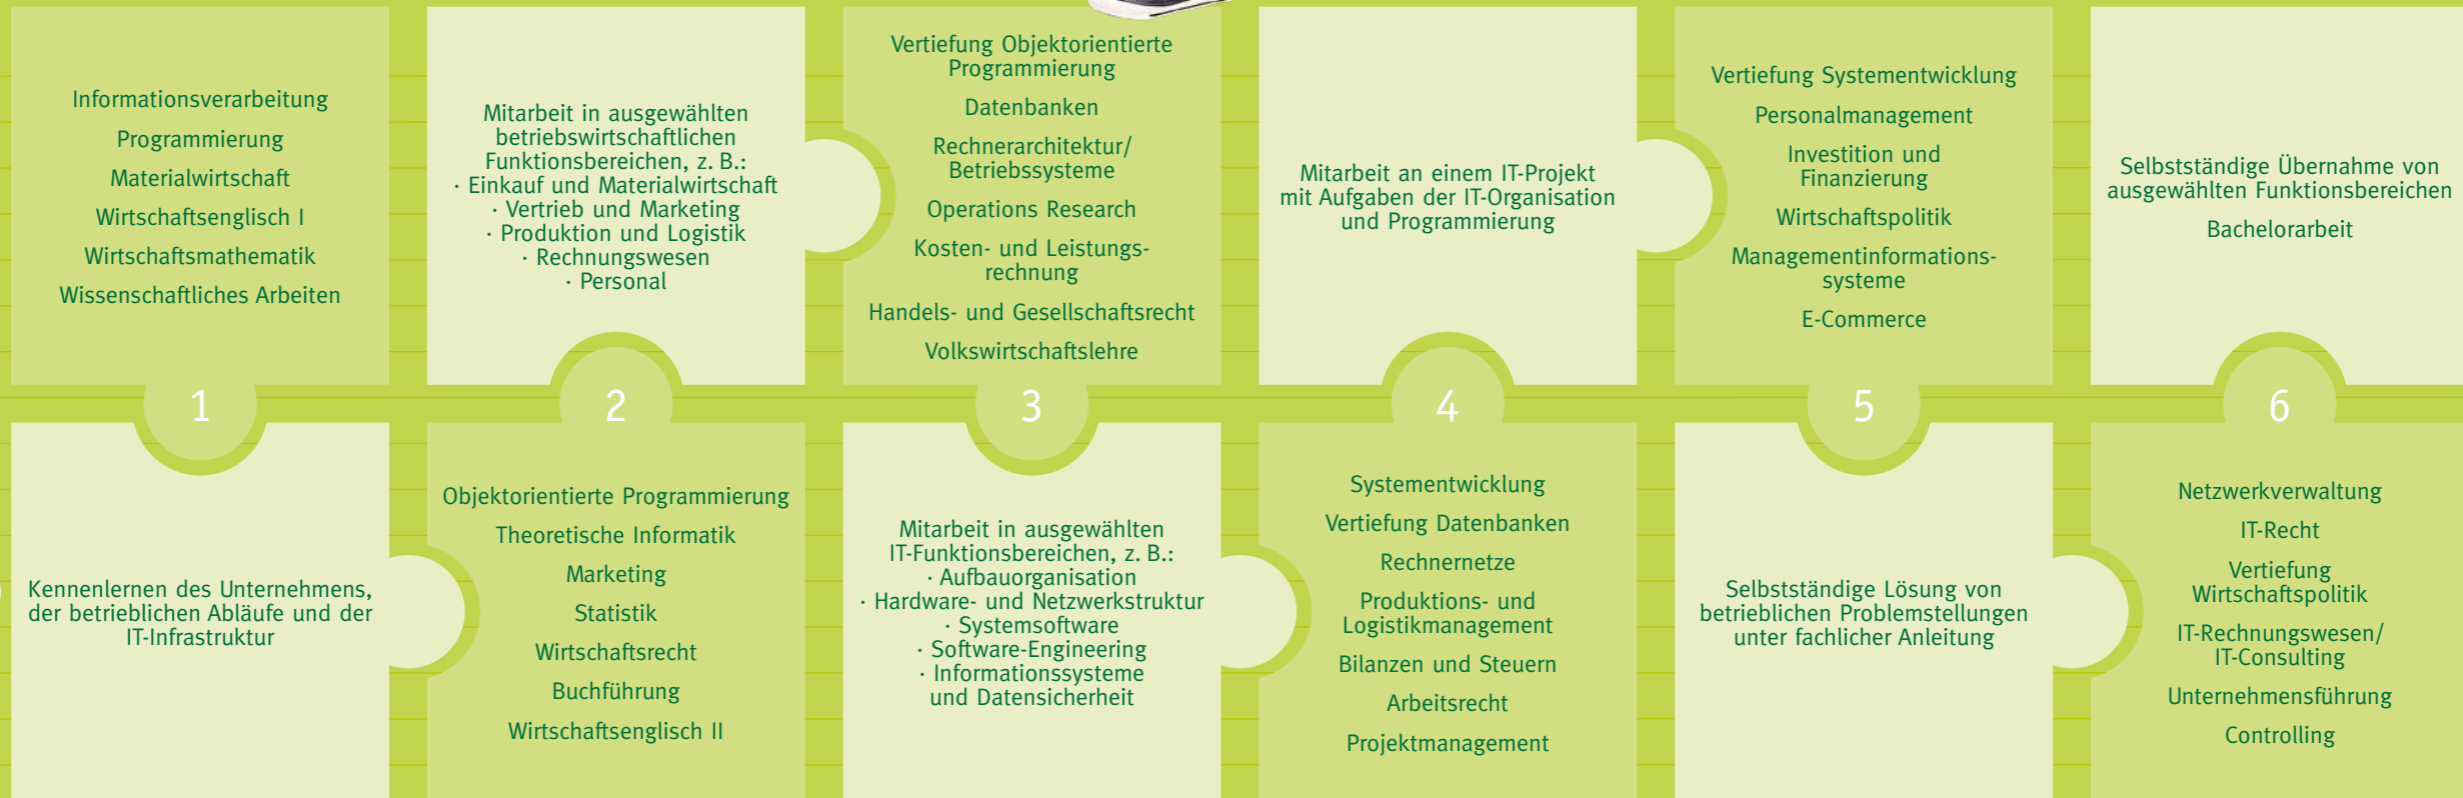 Informationsverarbeitung
Programmierung
Materialwirtschaft
Wirtschaftsenglisch I
Wirtschaftsmathematik
Wissenschaftliches Arbeiten
1
Kennenlernen des Unternehmens,
der betrieblichen Abläufe und der
IT-Infrastruktur
Mitarbeit in ausgewählten
betriebswirtschaftlichen
Funktionsbereichen, z. B.:
· Einkauf und Materialwirtschaft
· Vertrieb und Marketing
· Produktion und Logistik
· Rechnungswesen
· Personal
2
Objektorientierte Programmierung
Theoretische Informatik
Marketing
Statistik
Wirtschaftsrecht
Buchführung
Wirtschaftsenglisch II
Vertiefung Objektorientierte
Programmierung
Datenbanken
Rechnerarchitektur/
Betriebssysteme
Operations Research
Kosten- und Leistungs-
rechnung
Handels- und Gesellschaftsrecht
Volkswirtschaftslehre
3
Mitarbeit in ausgewählten
IT-Funktionsbereichen, z. B.:
· Aufbauorganisation
· Hardware- und Netzwerkstruktur
· Systemsoftware
· Software-Engineering
· Informationssysteme
und Datensicherheit
Mitarbeit an einem IT-Projekt
mit Aufgaben der IT-Organisation
und Programmierung
4
Systementwicklung
Vertiefung Datenbanken
Rechnernetze
Produktions- und
Logistikmanagement
Bilanzen und Steuern
Arbeitsrecht
Projektmanagement
Vertiefung Systementwicklung
Personalmanagement
Investition und
Finanzierung
Wirtschaftspolitik
Managementinformations-
systeme
E-Commerce
5
Selbstständige Lösung von
betrieblichen Problemstellungen
unter fachlicher Anleitung
Selbstständige Übernahme von
ausgewählten Funktionsbereichen
Bachelorarbeit
6
Netzwerkverwaltung
IT-Recht
Vertiefung
Wirtschaftspolitik
IT-Rechnungswesen/
IT-Consulting
Unternehmensführung
Controlling